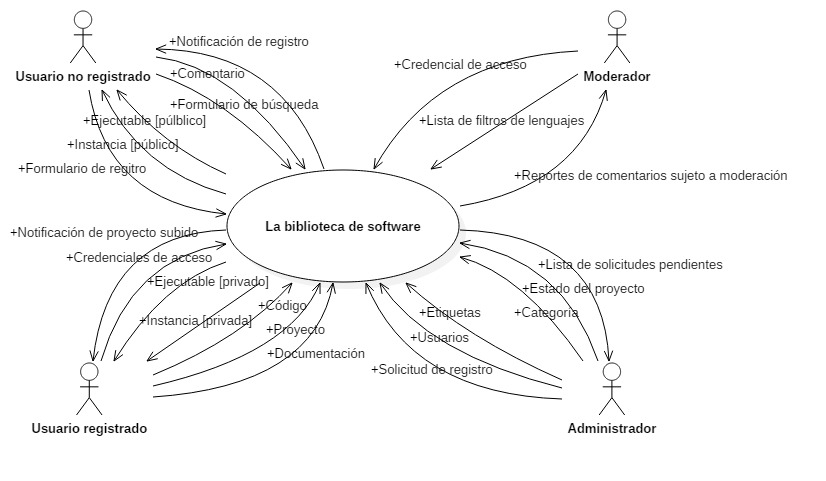 +Notificación de registro
+Comentario
Usuario no registrado
+Formulario de búsqueda
+Ejecutable [púlblico]
+Instancia [público]
+Formulario de regitro
+Credencial de acceso
Moderador
+Lista de filtros de lenguajes
+Reportes de comentarios sujeto a moderación
La biblioteca de software
+Notificación de proyecto subido
+Credenciales de acceso
+Ejecutable [privado]
+Instancia [privada]
+Código
+Proyecto
+Documentación
Usuario registrado
+Lista de solicitudes pendientes
+Estado del proyecto
+Categoría
+Etiquetas
+Usuarios
+Solicitud de registro
Administrador